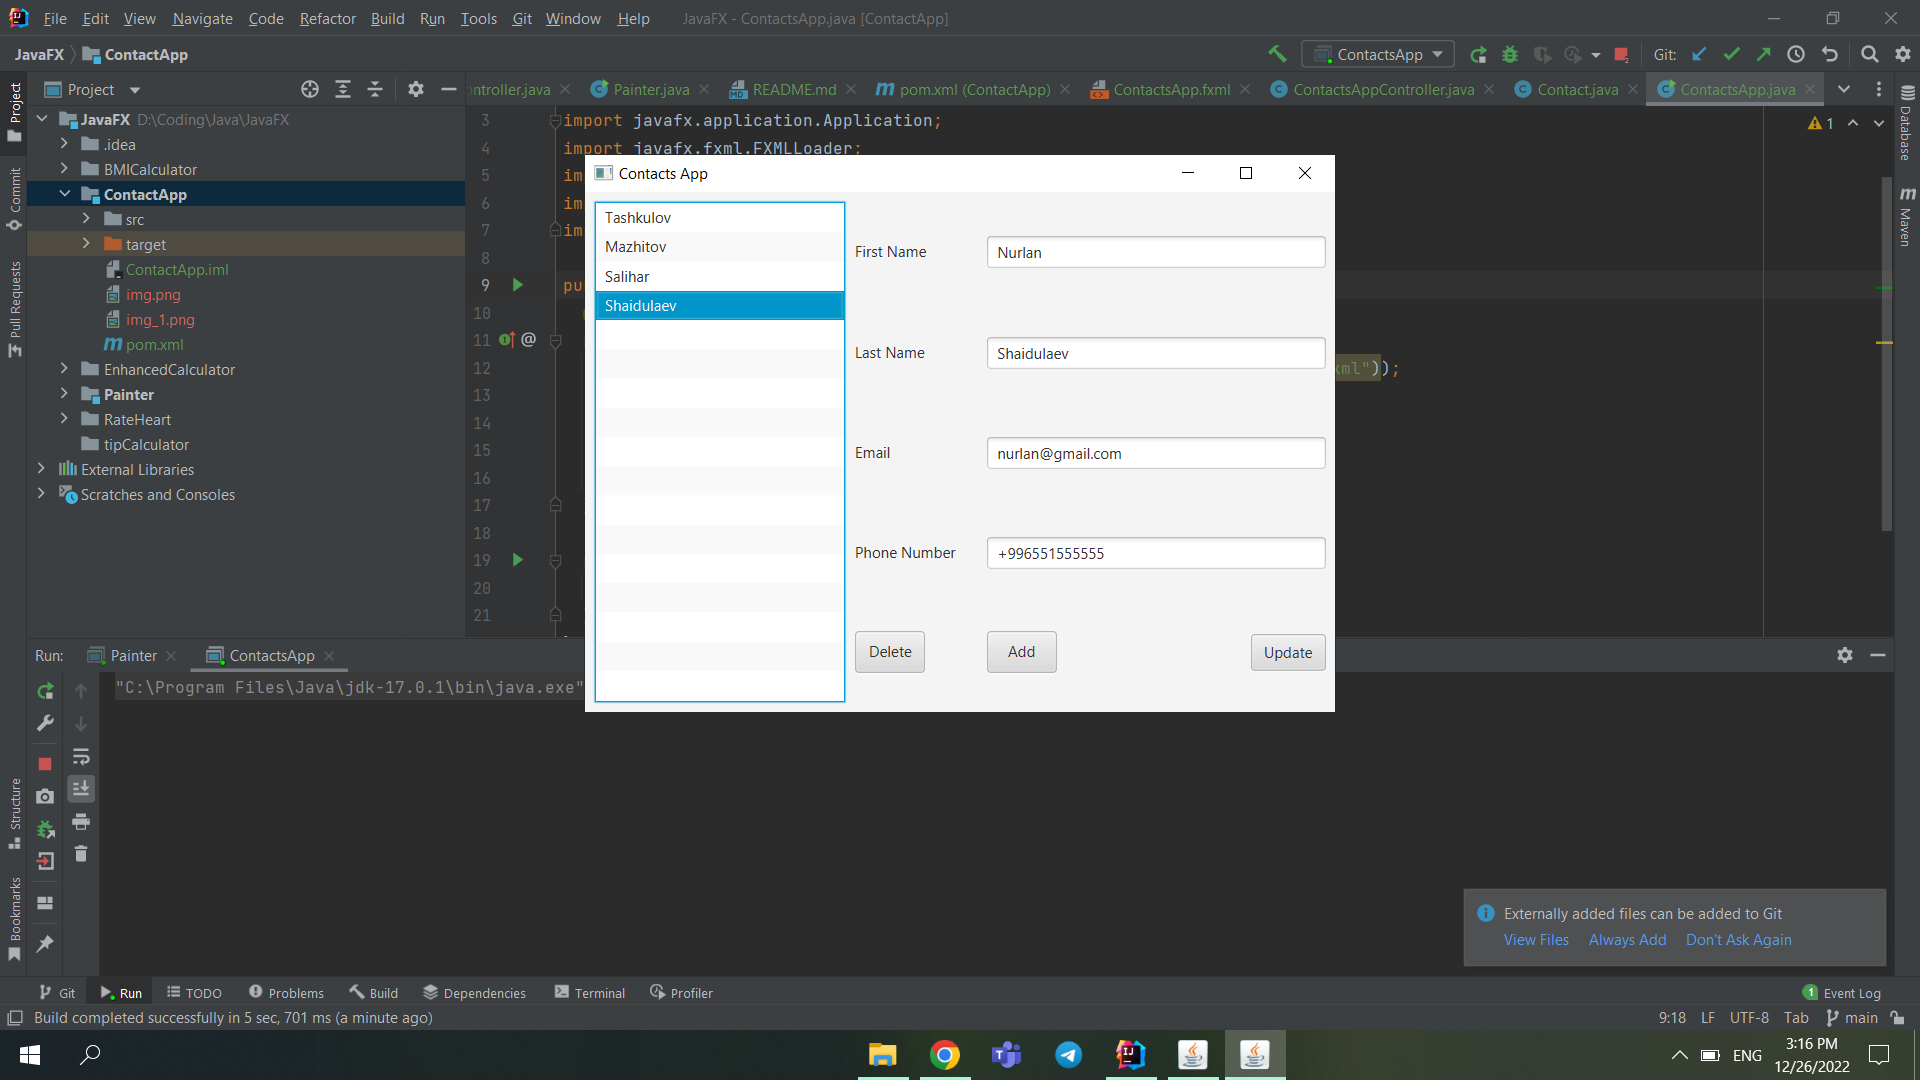 File Edit View Navigate Code Refactor Build Run Tools Git Window Help JavaFX - ContactsApp.java [ContactApp]
JavaFX ContactApp ContactsApp Git:
Project
ontroller.java Painter.java README.md pom.xml (ContactApp) ContactsApp.fxml ContactsAppController.java Contact.java ContactsApp.java
JavaFX D:\Coding\Java\JavaFX
.idea
BMICalculator
ContactApp
src
target
ContactApp.iml
img.png
img_1.png
pom.xml
EnhancedCalculator
Painter
RateHeart
tipCalculator
External Libraries
Scratches and Consoles
Project
Commit
Pull Requests
Structure
Bookmarks
3 import javafx.application.Application;
4 import javafx.fxml.FXMLLoader;
5 im
6 im
7 im
8
9 pu
10
11 @
12 xml"));
13
14
15
16
17
18
19
20
21
1
Database
Maven
Contacts App
Tashkulov
Mazhitov
Salihar
Shaidulaev
First Name Nurlan
Last Name Shaidulaev
Email nurlan@gmail.com
Phone Number +996551555555
Delete Add Update
Run: Painter ContactsApp
"C:\Program Files\Java\jdk-17.0.1\bin\java.exe"
Externally added files can be added to Git
View Files Always Add Don't Ask Again
Git Run TODO Problems Build Dependencies Terminal Profiler 1 Event Log
Build completed successfully in 5 sec, 701 ms (a minute ago) 9:18 LF UTF-8 Tab main
ENG
3:16 PM
12/26/2022